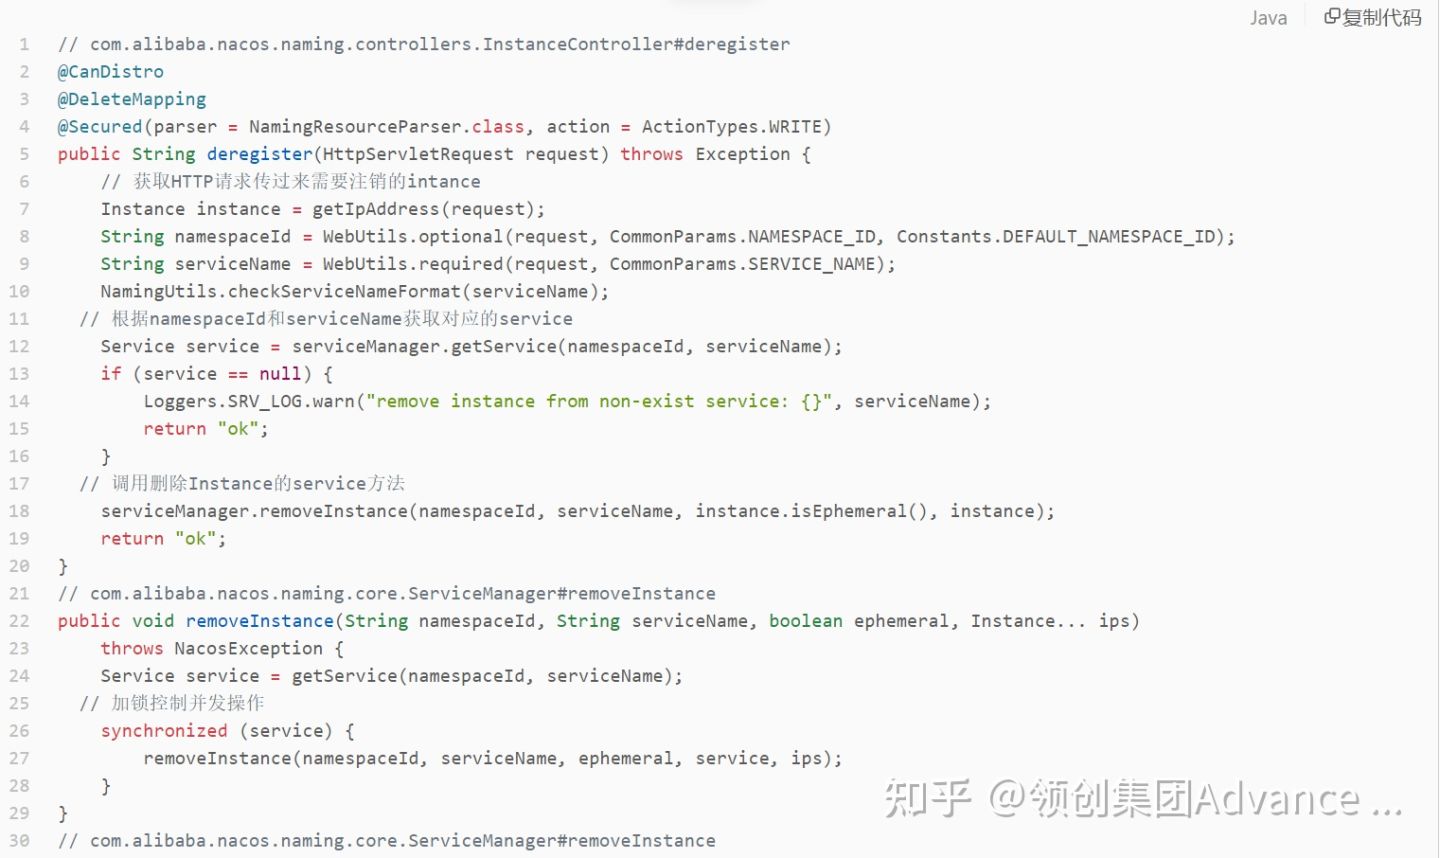 Java 复制代码
1 // com.alibaba.nacos.naming.controllers.InstanceController#deregister
2 @CanDistro
3 @DeleteMapping
4 @Secured(parser = NamingResourceParser.class, action = ActionTypes.WRITE)
5 public String deregister(HttpServletRequest request) throws Exception {
6     // 获取HTTP请求传过来需要注销的intance
7     Instance instance = getIpAddress(request);
8     String namespaceId = WebUtils.optional(request, CommonParams.NAMESPACE_ID, Constants.DEFAULT_NAMESPACE_ID);
9     String serviceName = WebUtils.required(request, CommonParams.SERVICE_NAME);
10     NamingUtils.checkServiceNameFormat(serviceName);
11   // 根据namespaceId和serviceName获取对应的service
12     Service service = serviceManager.getService(namespaceId, serviceName);
13     if (service == null) {
14         Loggers.SRV_LOG.warn("remove instance from non-exist service: {}", serviceName);
15         return "ok";
16     }
17   // 调用删除Instance的service方法
18     serviceManager.removeInstance(namespaceId, serviceName, instance.isEphemeral(), instance);
19     return "ok";
20 }
21 // com.alibaba.nacos.naming.core.ServiceManager#removeInstance
22 public void removeInstance(String namespaceId, String serviceName, boolean ephemeral, Instance... ips)
23     throws NacosException {
24     Service service = getService(namespaceId, serviceName);
25   // 加锁控制并发操作
26     synchronized (service) {
27         removeInstance(namespaceId, serviceName, ephemeral, service, ips);
28     }
29 }
30 // com.alibaba.nacos.naming.core.ServiceManager#removeInstance
知乎 @领创集团Advance ...